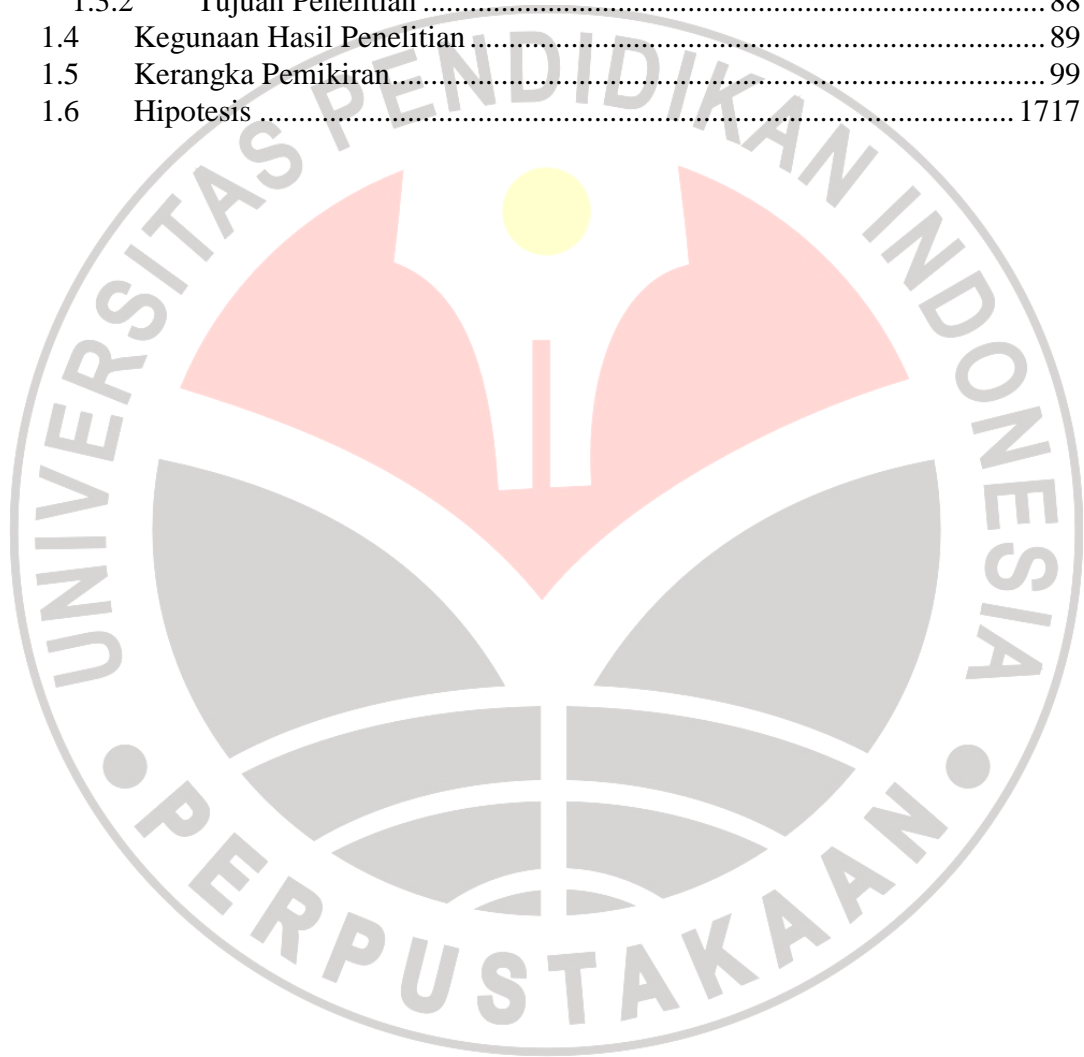 1.3.2 Tujuan Penelitian ........................................................................................ 88
1.4 Kegunaan Hasil Penelitian ................................................................................ 89
1.5 Kerangka Pemikiran........................................................................................... 99
1.6 Hipotesis ......................................................................................................... 1717
UNIVERSITAS PENDIDIKAN INDONESIA
PERPUSTAKAAN